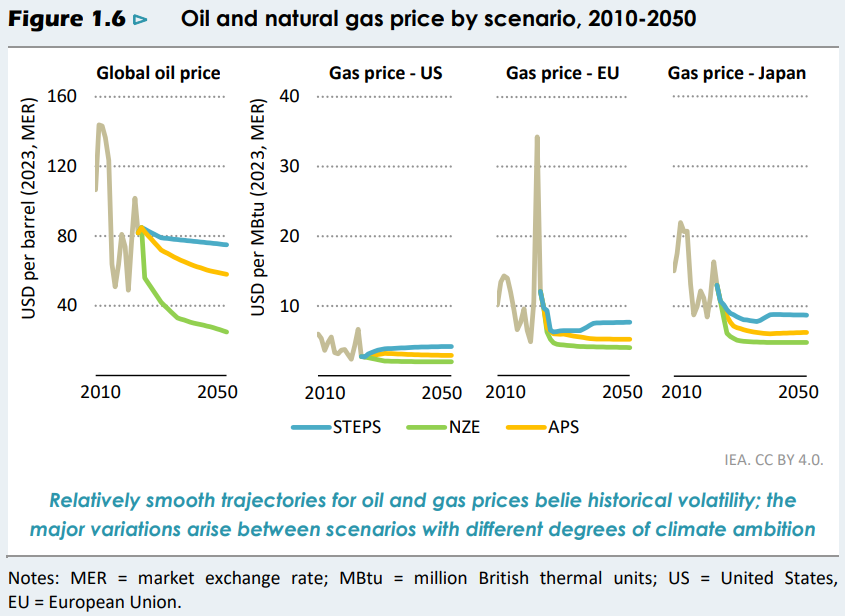 Figure 1.6 ⊳ Oil and natural gas price by scenario, 2010-2050
Global oil price
Gas price - US
Gas price - EU
Gas price - Japan
USD per barrel (2023, MER)
160
120
80
40
USD per MBtu (2023, MER)
40
30
20
10
2010 2050
2010 2050
2010 2050
2010 2050
STEPS NZE APS
IEA. CC BY 4.0.
Relatively smooth trajectories for oil and gas prices belie historical volatility; the
major variations arise between scenarios with different degrees of climate ambition
Notes: MER = market exchange rate; MBtu = million British thermal units; US = United States,
EU = European Union.